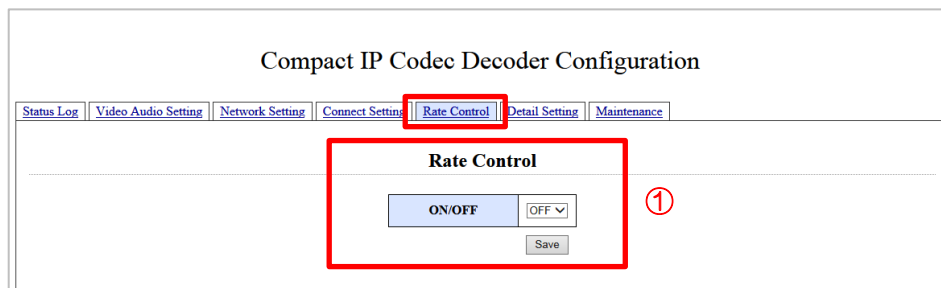 Compact IP Codec Decoder Configuration
Status Log Video Audio Setting Network Setting Connect Setting Rate Control Detail Setting Maintenance
Rate Control
ON/OFF OFF
Save
①